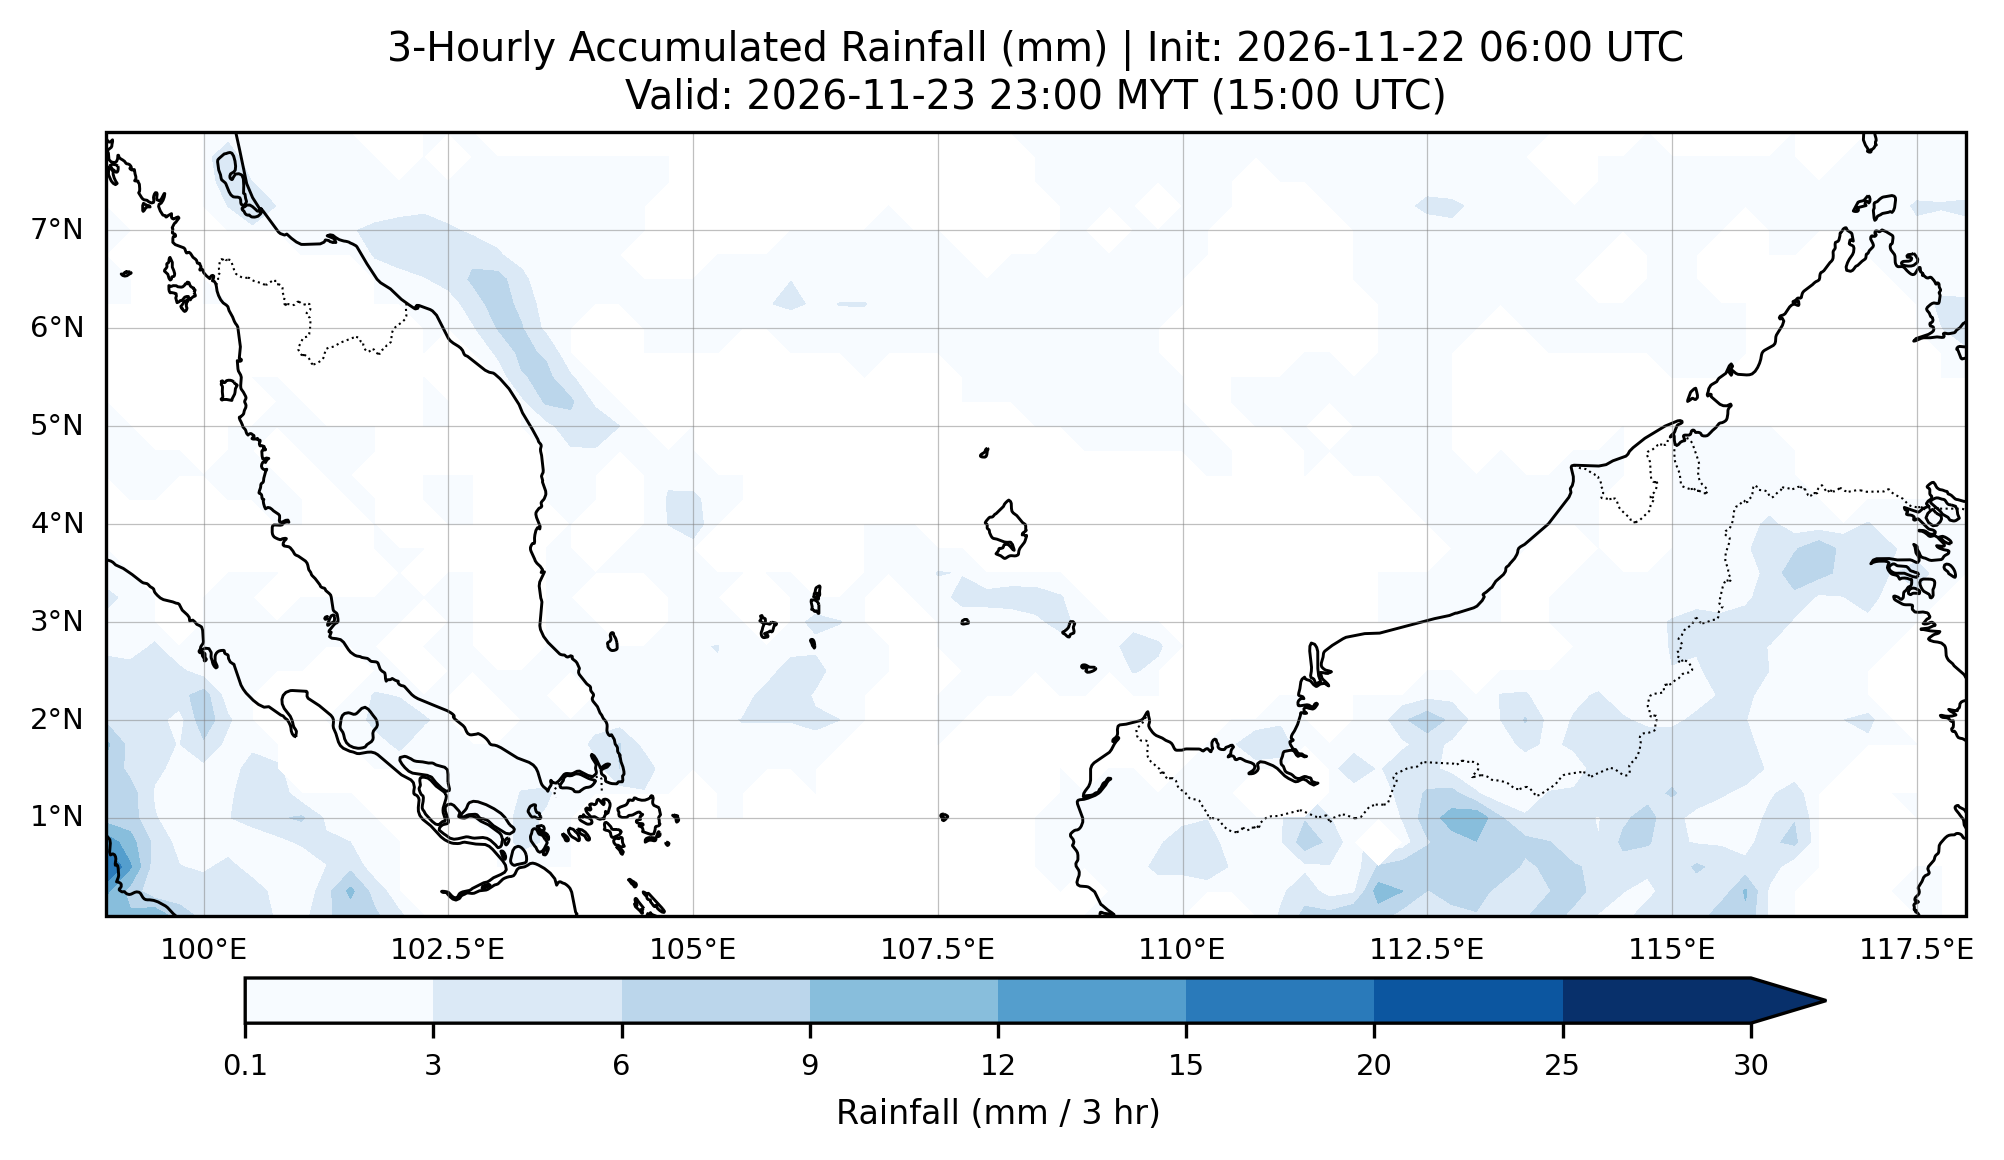 3-Hourly Accumulated Rainfall (mm) | Init: 2026-11-22 06:00 UTC
Valid: 2026-11-23 23:00 MYT (15:00 UTC)
7°N
6°N
5°N
4°N
3°N
2°N
1°N
100°E 102.5°E 105°E 107.5°E 110°E 112.5°E 115°E 117.5°E
0.1 3 6 9 12 15 20 25 30
Rainfall (mm / 3 hr)